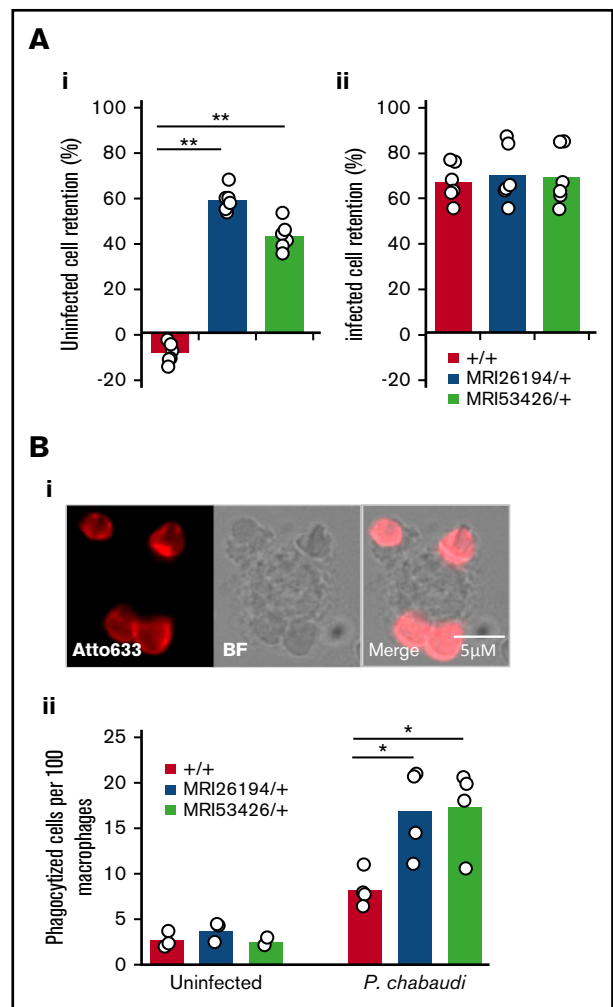 A
i
Uninfected cell retention (%)
100
80
60
40
20
0
-20
**
**
ii
infected cell retention (%)
100
80
60
40
20
0
-20
+/+
MRI26194/+
MRI53426/+
B
i
Atto633
BF
Merge
5μM
ii
Phagocytized cells per 100
macrophages
25
20
15
10
5
0
+/+
MRI26194/+
MRI53426/+
*
*
Uninfected
P. chabaudi